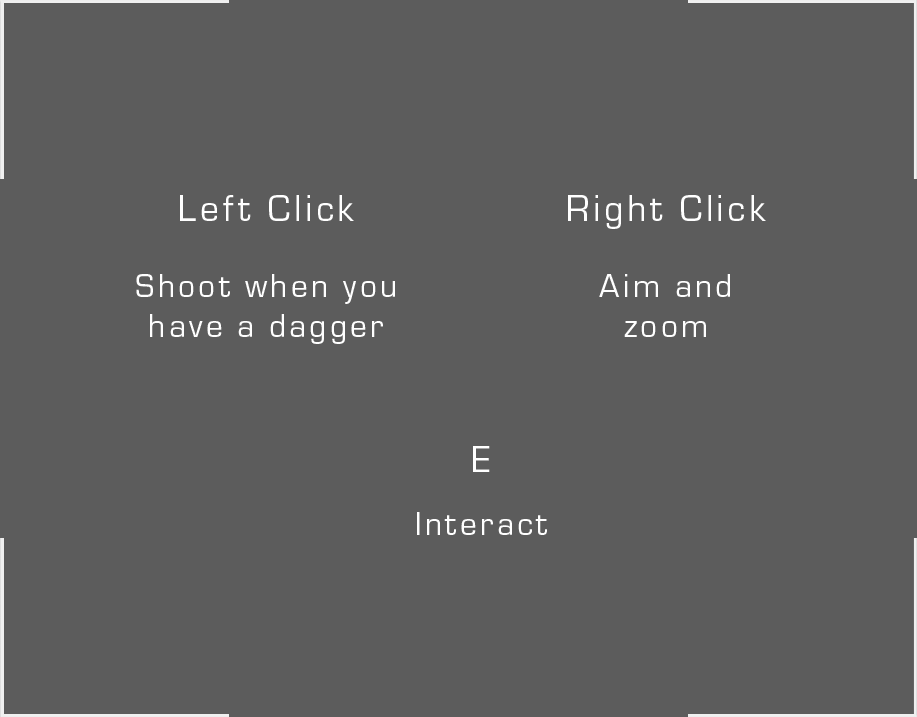 Left Click
Shoot when you
have a dagger
Right Click
Aim and
zoom
E
Interact